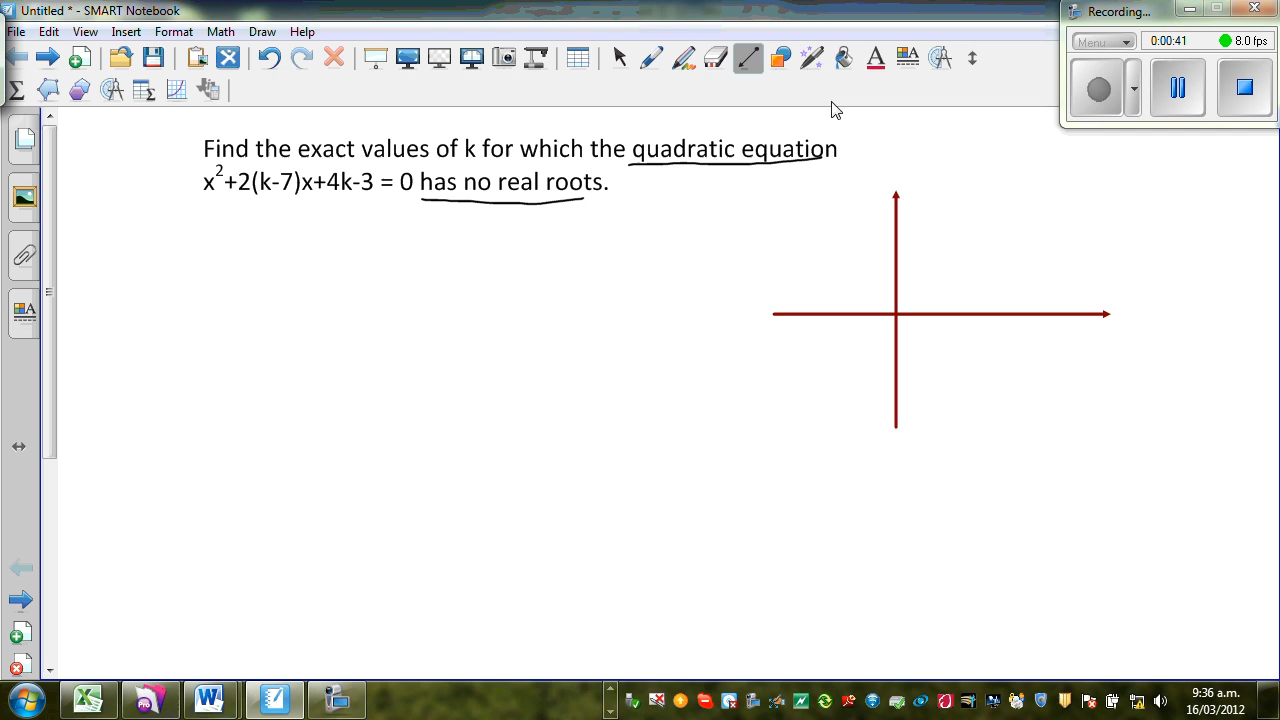 Untitled * - SMART Notebook
Recording...
File Edit View Insert Format Math Draw Help
Menu 0:00:41 8.0 fps
Find the exact values of k for which the quadratic equation
x²+2(k-7)x+4k-3 = 0 has no real roots.
9:36 a.m.
16/03/2012